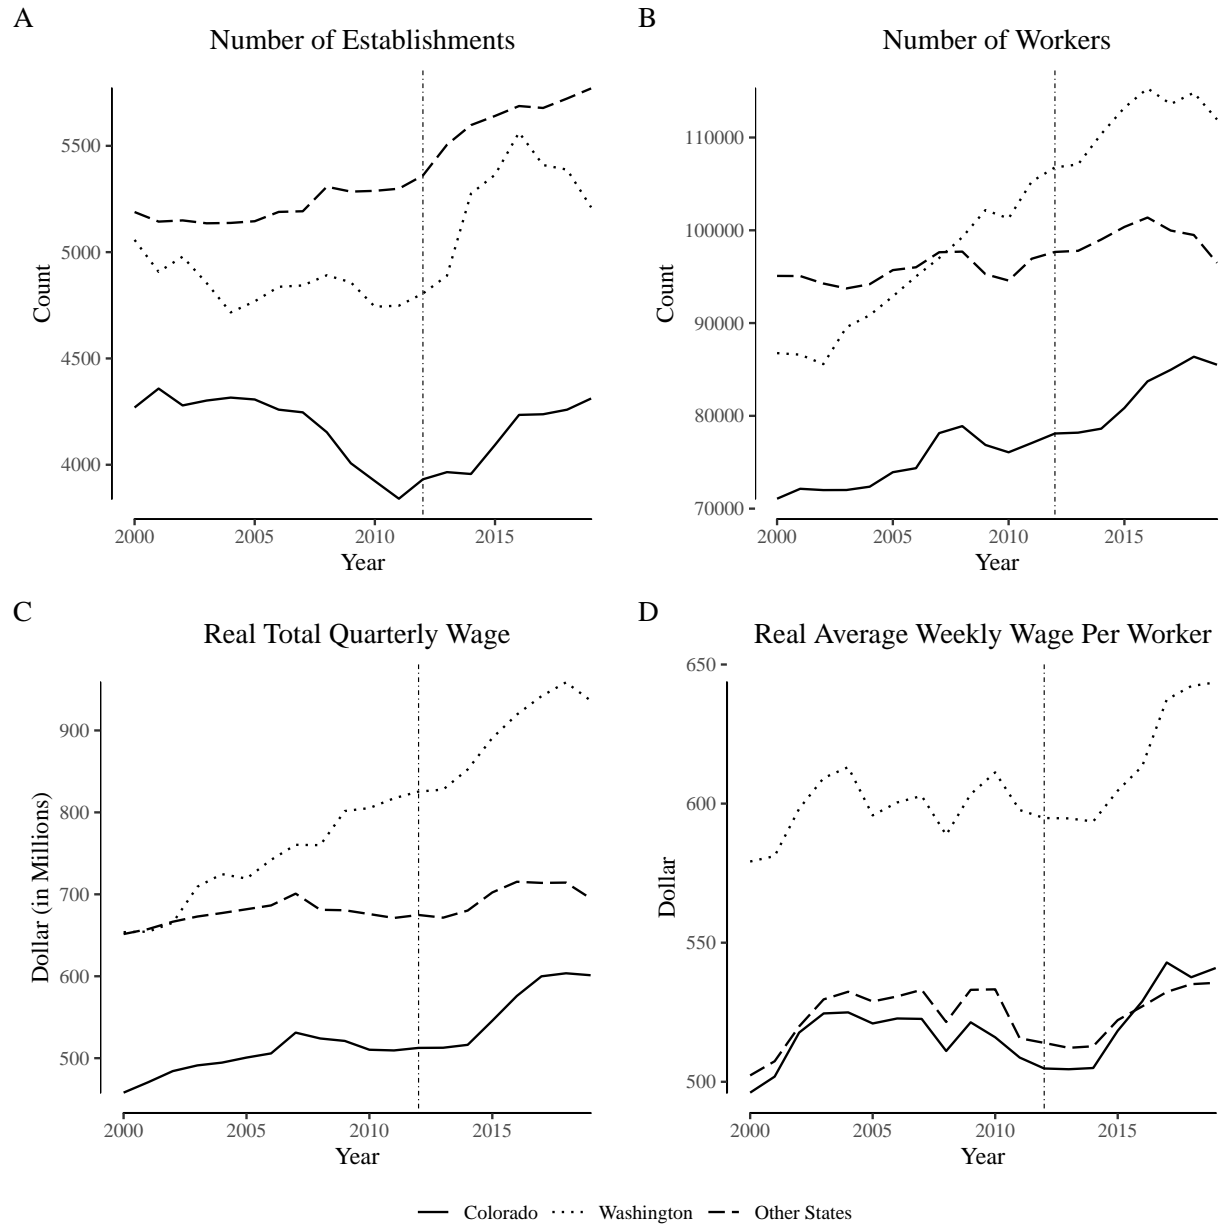 A
Number of Establishments
Count
5500
5000
4500
4000
2000 2005 2010 2015
Year
B
Number of Workers
Count
110000
100000
90000
80000
70000
2000 2005 2010 2015
Year
C
Real Total Quarterly Wage
Dollar (in Millions)
900
800
700
600
500
2000 2005 2010 2015
Year
D
Real Average Weekly Wage Per Worker
Dollar
650
600
550
500
2000 2005 2010 2015
Year
Colorado Washington Other States